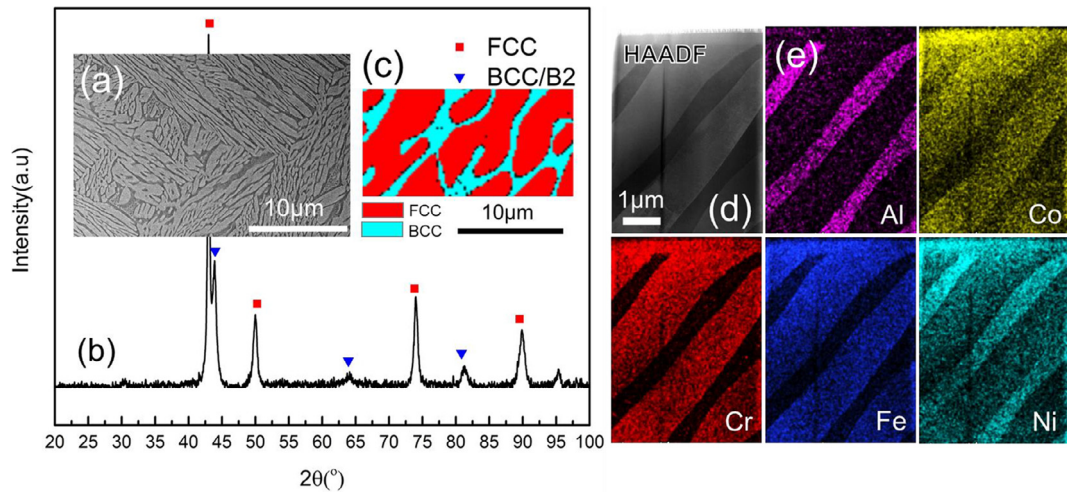 (a)
10μm
(c)
FCC
BCC/B2
FCC
BCC
10μm
(b)
Intensity(a.u)
20 25 30 35 40 45 50 55 60 65 70 75 80 85 90 95 100
2θ(°)
HAADF
1μm
(d)
(e)
Al
Co
Cr
Fe
Ni